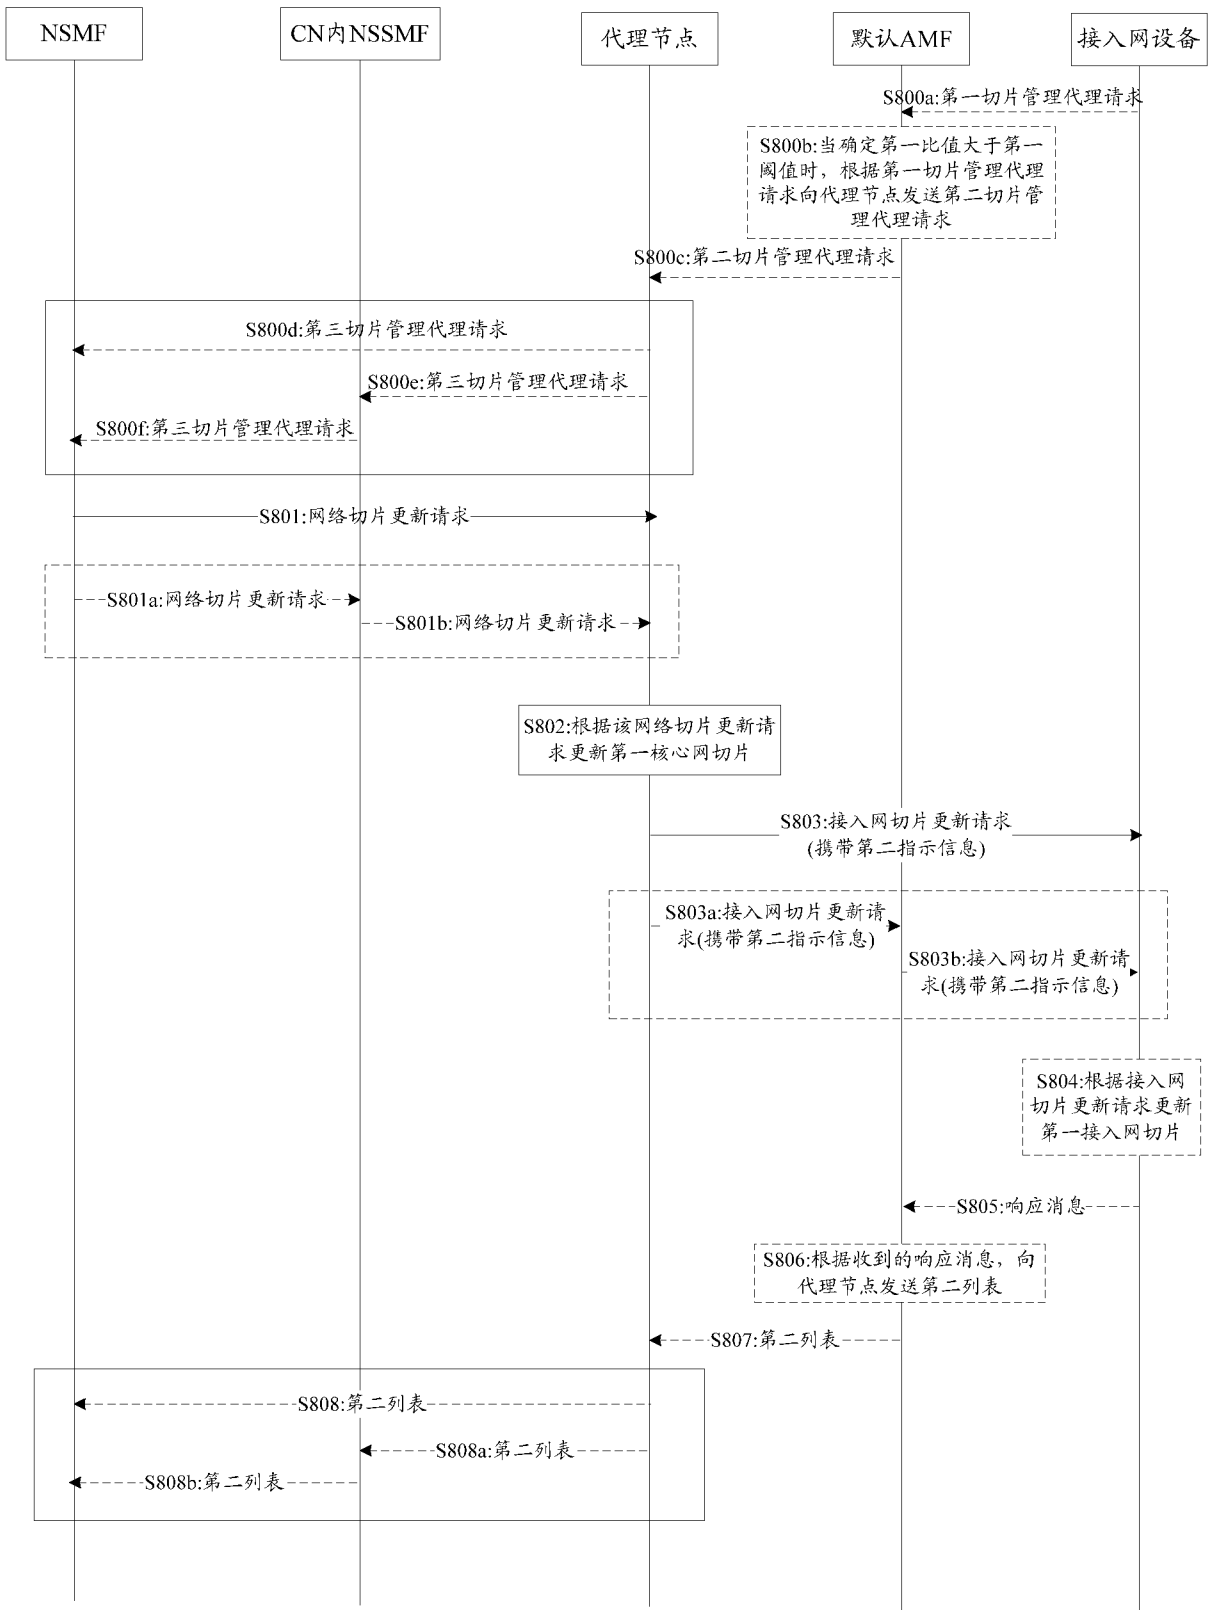 NSMF
CN内NSSMF
代理节点
默认AMF
接入网设备
S800a:第一切片管理代理请求
S800b:当确定第一比值大于第一
阈值时，根据第一切片管理代理
请求向代理节点发送第二切片管
理代理请求
S800c:第二切片管理代理请求
S800d:第三切片管理代理请求
S800e:第三切片管理代理请求
S800f:第三切片管理代理请求
S801:网络切片更新请求
S801a:网络切片更新请求
S801b:网络切片更新请求
S802:根据该网络切片更新请
求更新第一核心网切片
S803:接入网切片更新请求
(携带第二指示信息)
S803a:接入网切片更新请
求(携带第二指示信息)
S803b:接入网切片更新请
求(携带第二指示信息)
S804:根据接入网
切片更新请求更新
第一接入网切片
S805:响应消息
S806:根据收到的响应消息，向
代理节点发送第二列表
S807:第二列表
S808:第二列表
S808a:第二列表
S808b:第二列表